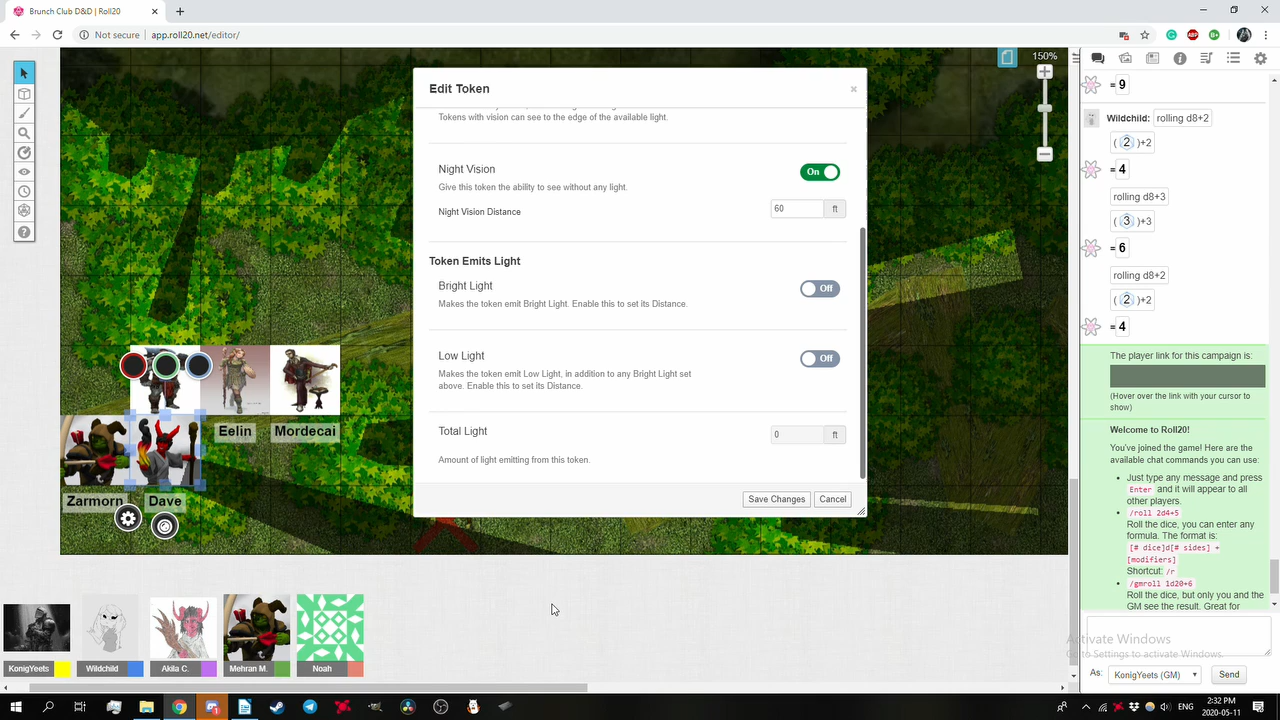 Brunch Club D&D | Roll20
Not secure | app.roll20.net/editor/
150%
Edit Token
Tokens with vision can see to the edge of the available light.
Night Vision
On
Give this token the ability to see without any light.
Night Vision Distance
60 ft
Token Emits Light
Bright Light
Off
Makes the token emit Bright Light. Enable this to set its Distance.
Low Light
Off
Makes the token emit Low Light, in addition to any Bright Light set
above. Enable this to set its Distance.
Total Light
0 ft
Amount of light emitting from this token.
Save Changes Cancel
Eelin Mordecai
Zarmorn Dave
KonigYeets Wildchild Akila C. Mehran M. Noah
= 9
Wildchild: rolling d8+2
( 2 )+2
= 4
rolling d8+3
( 3 )+3
= 6
rolling d8+2
( 2 )+2
= 4
The player link for this campaign is:
(Hover over the link with your cursor to
show)
Welcome to Roll20!
You've joined the game! Here are the
available chat commands you can use:
• Just type any message and press
Enter and it will appear to all
other players.
• /roll 2d4+5
Roll the dice, you can enter any
formula. The format is:
[# dice]d[# sides] +
[modifiers]
Shortcut: /r
• /gmroll 1d20+6
Roll the dice, but only you and the
GM see the result. Great for
Activate Windows
Go to Settings to activate Windows.
As: KonigYeets (GM) Send
2:32 PM
2020-05-11